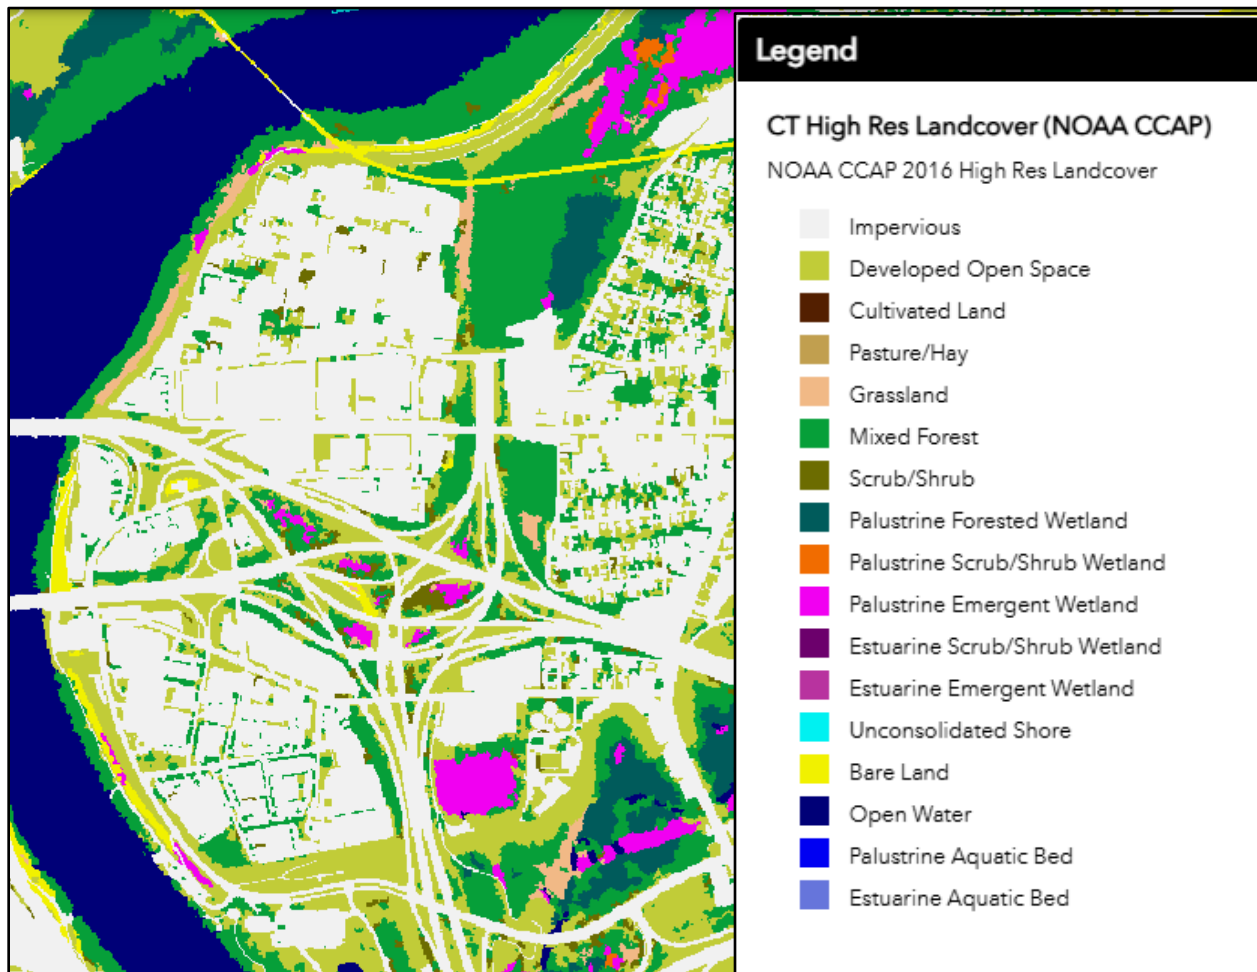 Legend
CT High Res Landcover (NOAA CCAP)
NOAA CCAP 2016 High Res Landcover
Impervious
Developed Open Space
Cultivated Land
Pasture/Hay
Grassland
Mixed Forest
Scrub/Shrub
Palustrine Forested Wetland
Palustrine Scrub/Shrub Wetland
Palustrine Emergent Wetland
Estuarine Scrub/Shrub Wetland
Estuarine Emergent Wetland
Unconsolidated Shore
Bare Land
Open Water
Palustrine Aquatic Bed
Estuarine Aquatic Bed